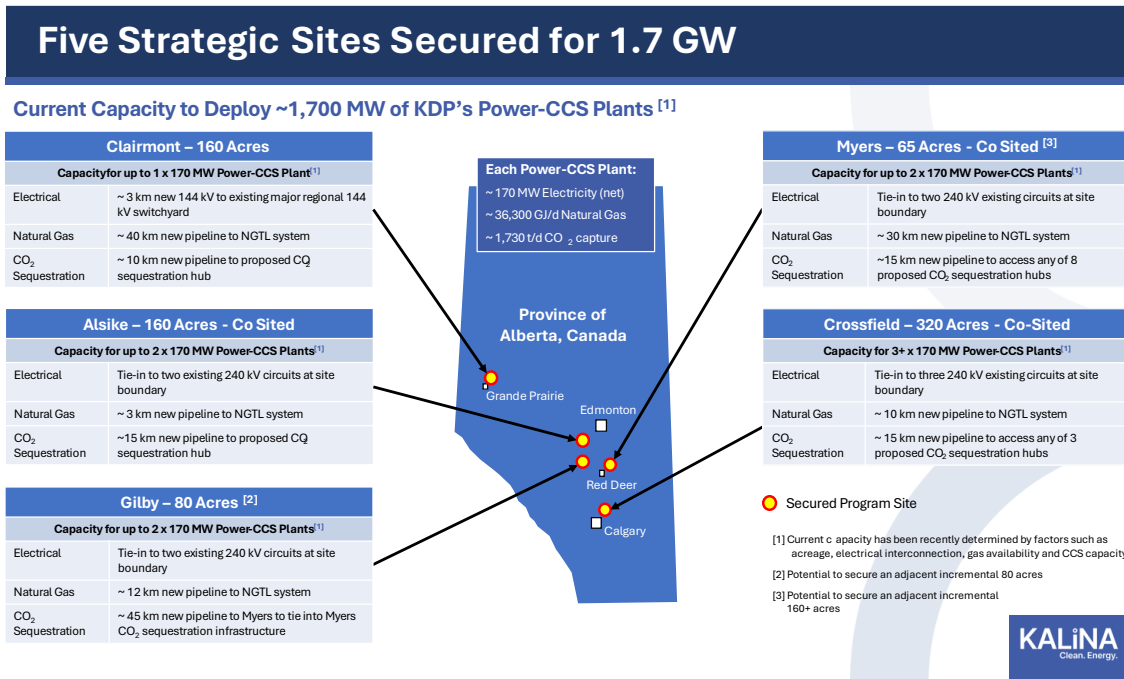 Five Strategic Sites Secured for 1.7 GW
Current Capacity to Deploy ~1,700 MW of KDP's Power-CCS Plants [1]
Clairmont – 160 Acres
Capacityfor up to 1 x 170 MW Power-CCS Plant[1]
Electrical
~ 3 km new 144 kV to existing major regional 144
kV switchyard
Natural Gas
~ 40 km new pipeline to NGTL system
CO2
Sequestration
~ 10 km new pipeline to proposed CO2
sequestration hub
Alsike – 160 Acres - Co Sited
Capacity for up to 2 x 170 MW Power-CCS Plants[1]
Electrical
Tie-in to two existing 240 kV circuits at site
boundary
Natural Gas
~ 3 km new pipeline to NGTL system
CO2
Sequestration
~15 km new pipeline to proposed CO2
sequestration hub
Gilby – 80 Acres [2]
Capacity for up to 2 x 170 MW Power-CCS Plants[1]
Electrical
Tie-in to two existing 240 kV circuits at site
boundary
Natural Gas
~ 12 km new pipeline to NGTL system
CO2
Sequestration
~ 45 km new pipeline to Myers to tie into Myers
CO2 sequestration infrastructure
Each Power-CCS Plant:
~ 170 MW Electricity (net)
~ 36,300 GJ/d Natural Gas
~ 1,730 t/d CO 2 capture
Province of
Alberta, Canada
Grande Prairie
Edmonton
Red Deer
Calgary
Myers – 65 Acres - Co Sited [3]
Capacity for up to 2 x 170 MW Power-CCS Plants[1]
Electrical
Tie-in to two 240 kV existing circuits at site
boundary
Natural Gas
~ 30 km new pipeline to NGTL system
CO2
Sequestration
~15 km new pipeline to access any of 8
proposed CO2 sequestration hubs
Crossfield – 320 Acres - Co-Sited
Capacity for 3+ x 170 MW Power-CCS Plants[1]
Electrical
Tie-in to three 240 kV existing circuits at site
boundary
Natural Gas
~ 10 km new pipeline to NGTL system
CO2
Sequestration
~ 15 km new pipeline to access any of 3
proposed CO2 sequestration hubs
Secured Program Site
[1] Current c apacity has been recently determined by factors such as
acreage, electrical interconnection, gas availability and CCS capacity
[2] Potential to secure an adjacent incremental 80 acres
[3] Potential to secure an adjacent incremental
160+ acres
KALiNA
Clean. Energy.